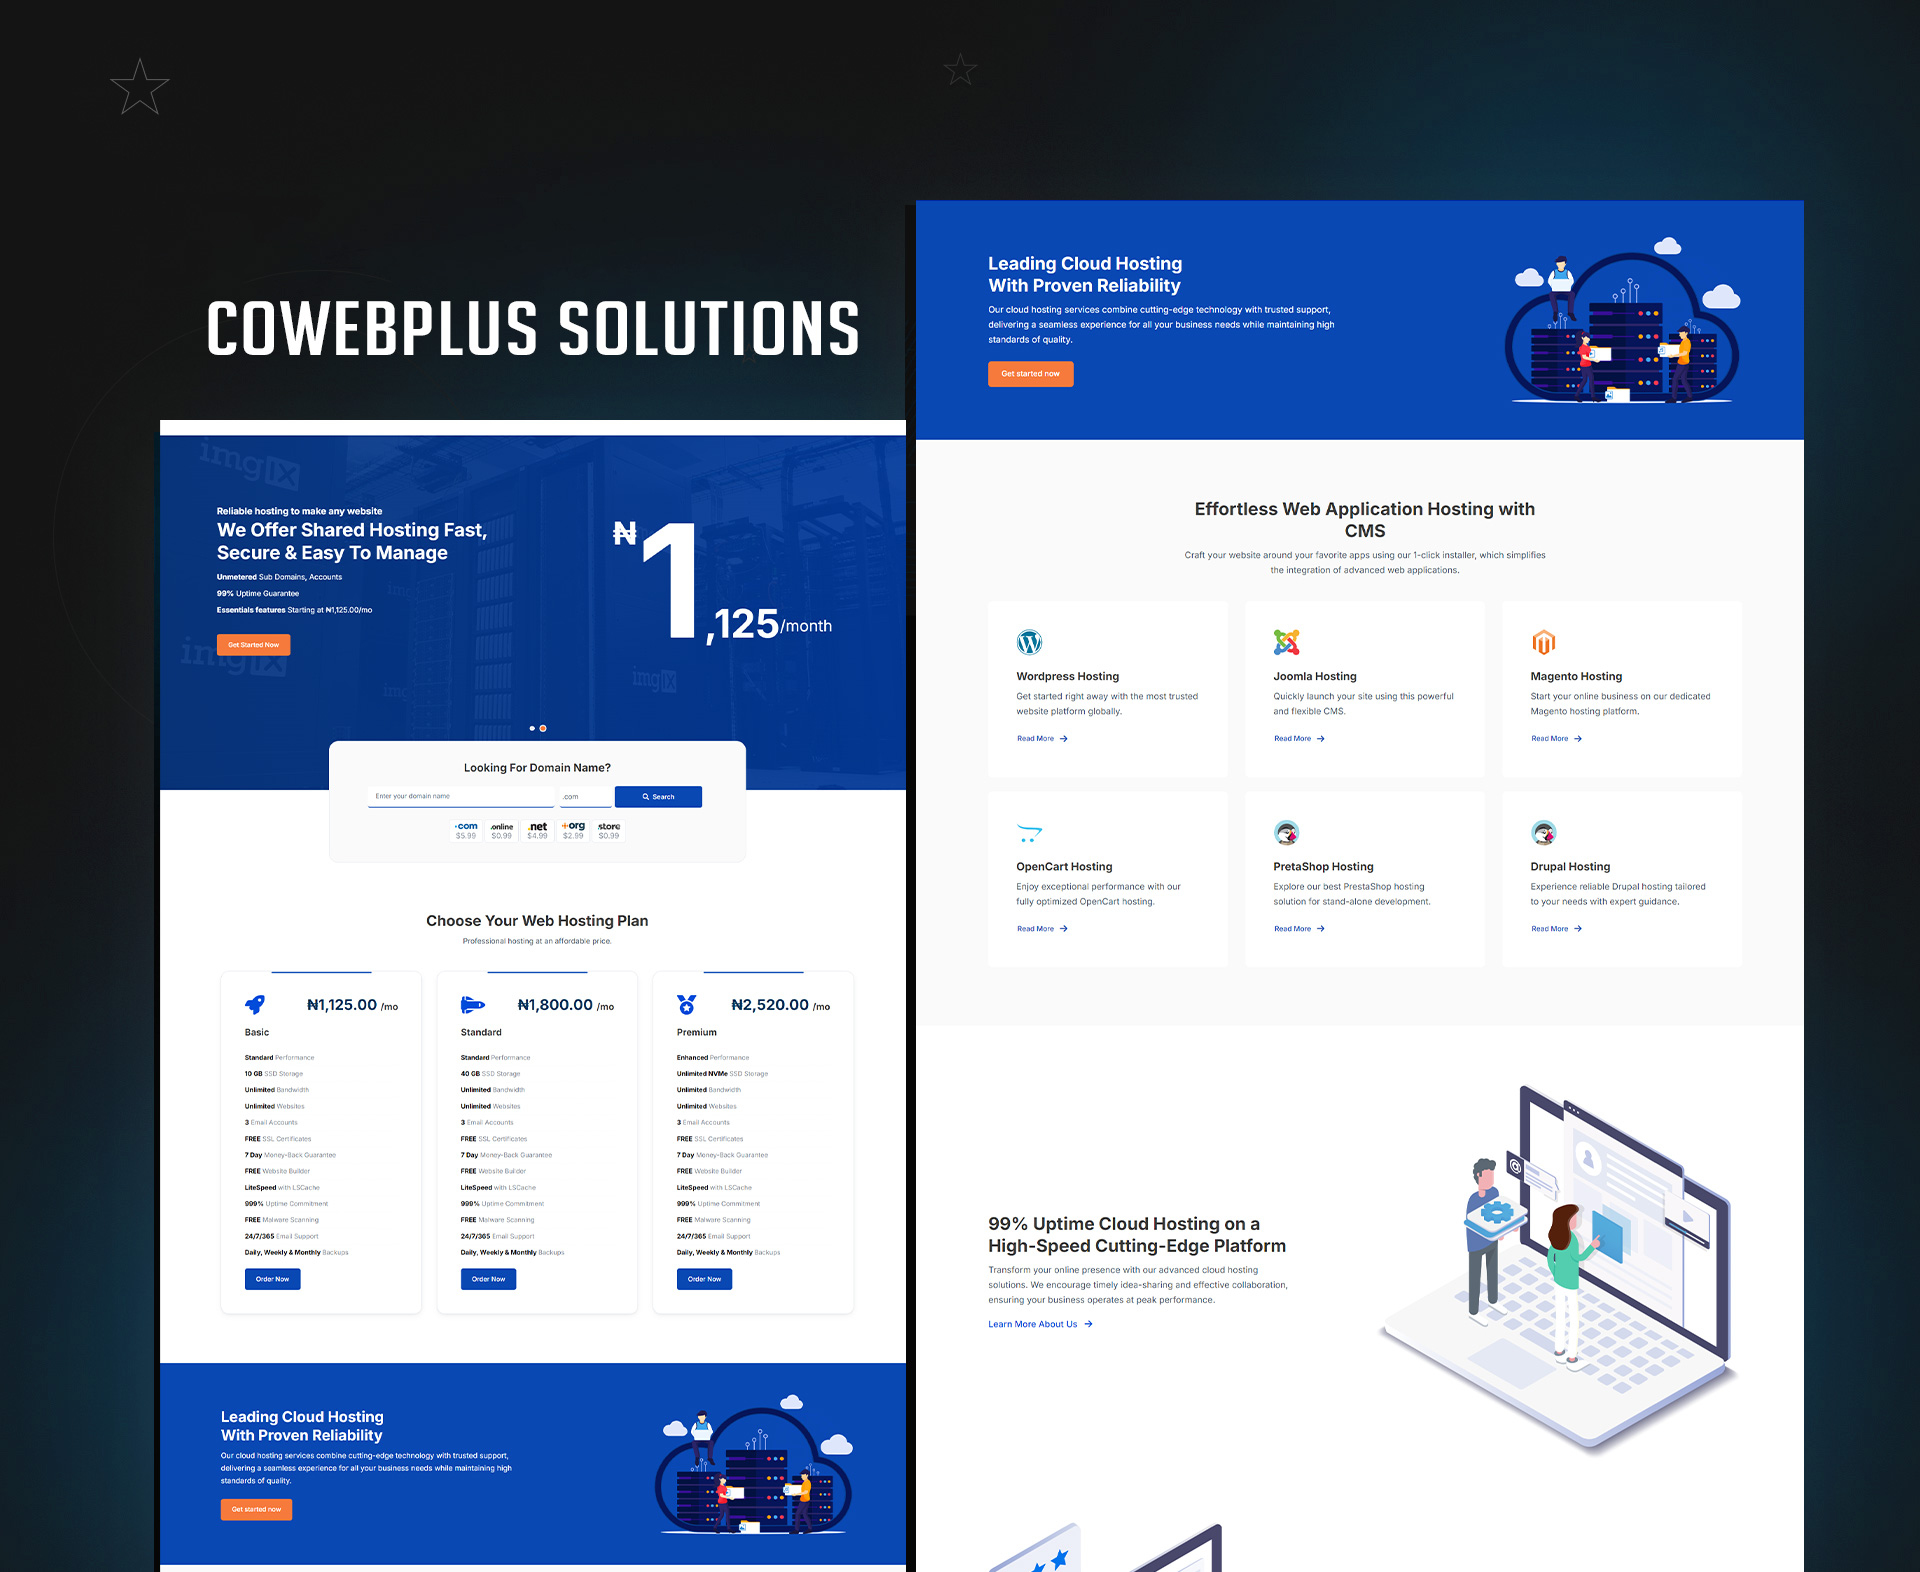 COWEBPLUS SOLUTIONS
imgix
Reliable hosting to make any website
We Offer Shared Hosting Fast,
Secure & Easy To Manage
Unmetered Sub Domains, Accounts
99% Uptime Guarantee
Essentials features Starting at ₦1,125.00/mo
Get Started Now
₦1,125/month
imgix
imgix
Looking For Domain Name?
Enter your domain name
.com
Search
.com
$5.99
.online
$0.99
.net
$4.99
.org
$2.99
.store
$0.99
Choose Your Web Hosting Plan
Professional hosting at an affordable price.
₦1,125.00 /mo
Basic
Standard Performance
10 GB SSD Storage
Unlimited Bandwidth
Unlimited Websites
3 Email Accounts
FREE SSL Certificates
7 Day Money-Back Guarantee
FREE Website Builder
LiteSpeed with LSCache
999% Uptime Commitment
FREE Malware Scanning
24/7/365 Email Support
Daily, Weekly & Monthly Backups
Order Now
₦1,800.00 /mo
Standard
Standard Performance
40 GB SSD Storage
Unlimited Bandwidth
Unlimited Websites
3 Email Accounts
FREE SSL Certificates
7 Day Money-Back Guarantee
FREE Website Builder
LiteSpeed with LSCache
999% Uptime Commitment
FREE Malware Scanning
24/7/365 Email Support
Daily, Weekly & Monthly Backups
Order Now
₦2,520.00 /mo
Premium
Enhanced Performance
Unlimited NVMe SSD Storage
Unlimited Bandwidth
Unlimited Websites
3 Email Accounts
FREE SSL Certificates
7 Day Money-Back Guarantee
FREE Website Builder
LiteSpeed with LSCache
999% Uptime Commitment
FREE Malware Scanning
24/7/365 Email Support
Daily, Weekly & Monthly Backups
Order Now
Leading Cloud Hosting
With Proven Reliability
Our cloud hosting services combine cutting-edge technology with trusted support,
delivering a seamless experience for all your business needs while maintaining high
standards of quality.
Get started now
Leading Cloud Hosting
With Proven Reliability
Our cloud hosting services combine cutting-edge technology with trusted support,
delivering a seamless experience for all your business needs while maintaining high
standards of quality.
Get started now
Effortless Web Application Hosting with
CMS
Craft your website around your favorite apps using our 1-click installer, which simplifies
the integration of advanced web applications.
Wordpress Hosting
Get started right away with the most trusted
website platform globally.
Read More
Joomla Hosting
Quickly launch your site using this powerful
and flexible CMS.
Read More
Magento Hosting
Start your online business on our dedicated
Magento hosting platform.
Read More
OpenCart Hosting
Enjoy exceptional performance with our
fully optimized OpenCart hosting.
Read More
PretaShop Hosting
Explore our best PrestaShop hosting
solution for stand-alone development.
Read More
Drupal Hosting
Experience reliable Drupal hosting tailored
to your needs with expert guidance.
Read More
99% Uptime Cloud Hosting on a
High-Speed Cutting-Edge Platform
Transform your online presence with our advanced cloud hosting
solutions. We encourage timely idea-sharing and effective collaboration,
ensuring your business operates at peak performance.
Learn More About Us